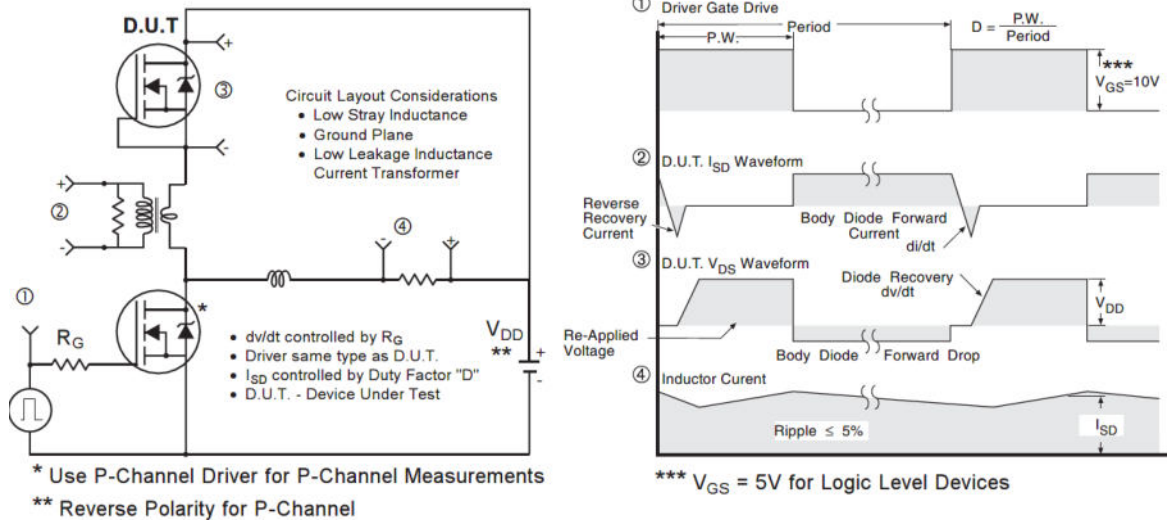 D.U.T
+
③
-
Circuit Layout Considerations
• Low Stray Inductance
• Ground Plane
• Low Leakage Inductance
Current Transformer
+
②
-
④
-
+
①
R_G
*
V_DD
**
+
-
• dv/dt controlled by R_G
• Driver same type as D.U.T.
• I_SD controlled by Duty Factor "D"
• D.U.T. - Device Under Test
* Use P-Channel Driver for P-Channel Measurements
** Reverse Polarity for P-Channel
① Driver Gate Drive
P.W.
Period
D = P.W. / Period
***
V_GS=10V
② D.U.T. I_SD Waveform
Reverse
Recovery
Current
Body Diode Forward
Current
di/dt
③ D.U.T. V_DS Waveform
Diode Recovery
dv/dt
V_DD
Re-Applied
Voltage
Body Diode Forward Drop
④ Inductor Curent
Ripple ≤ 5%
I_SD
*** V_GS = 5V for Logic Level Devices